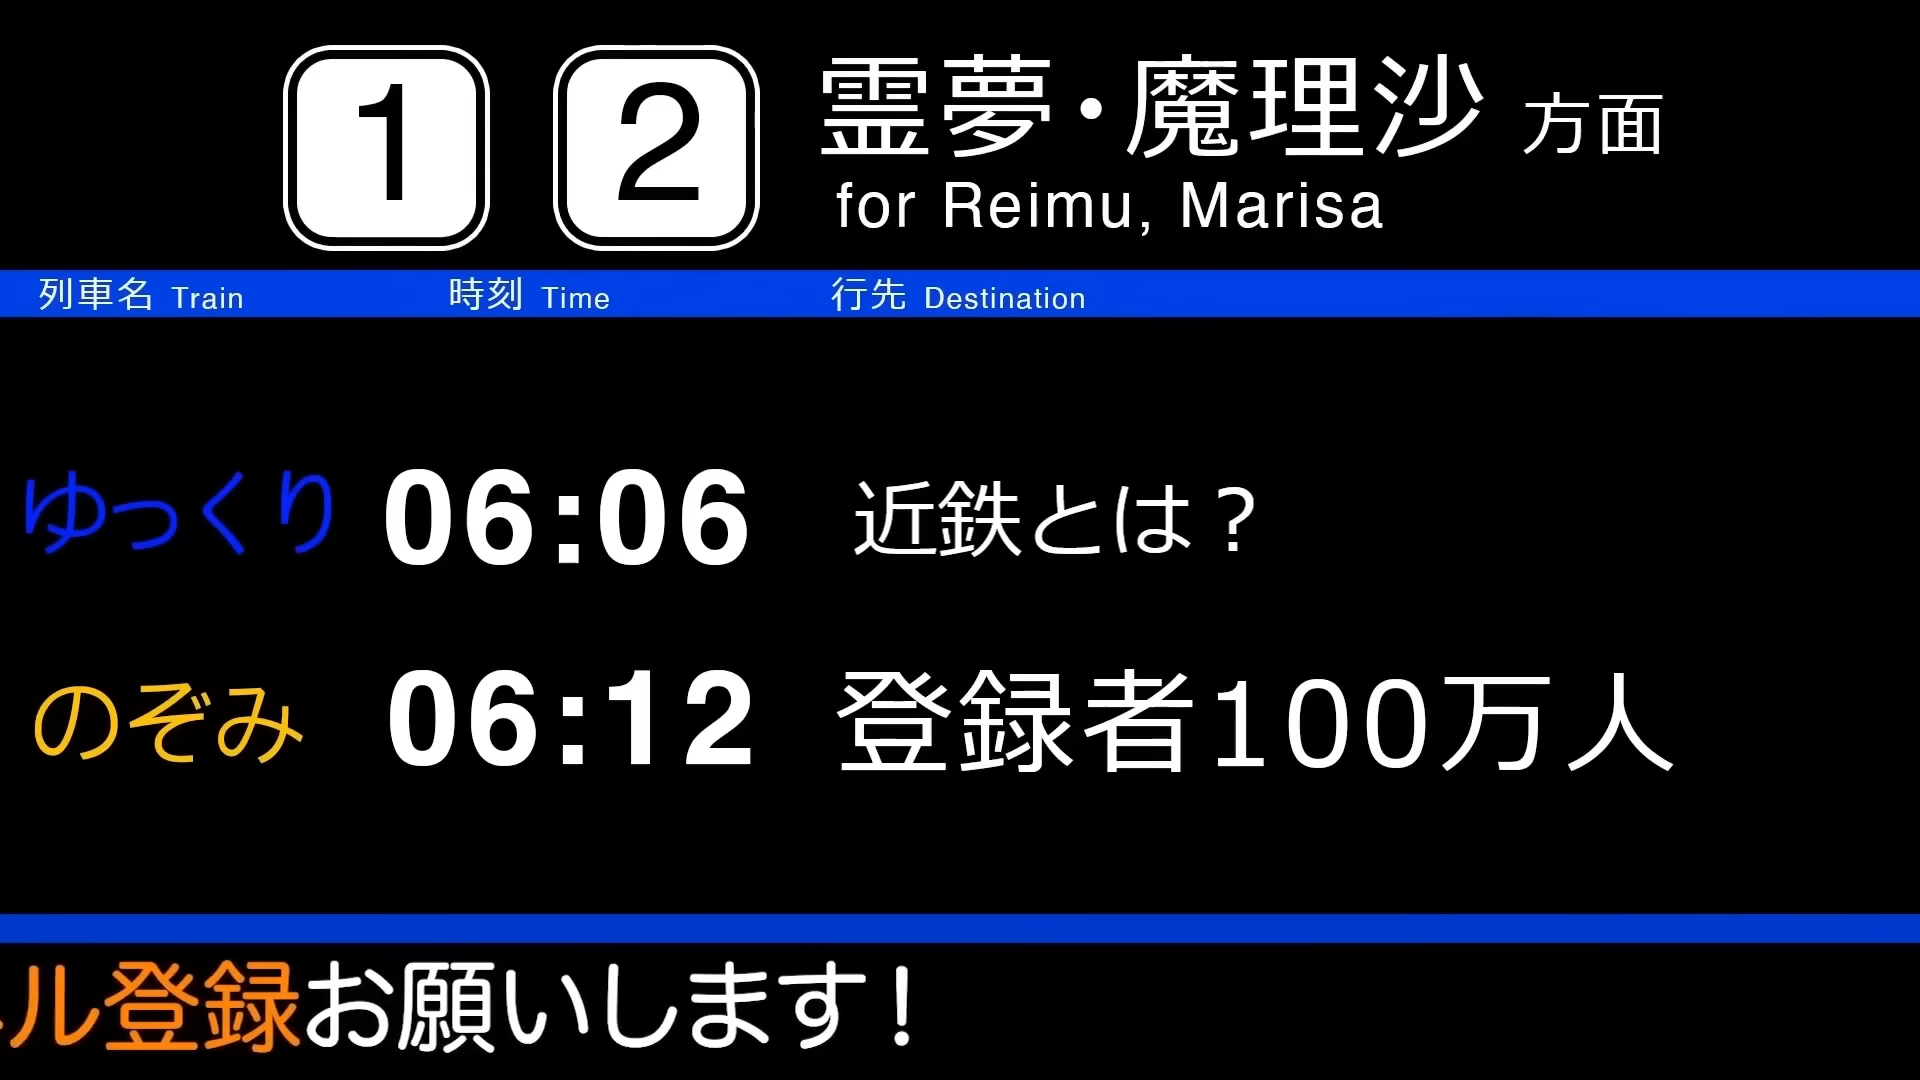 1 2 霊夢・魔理沙 方面
for Reimu, Marisa
列車名 Train 時刻 Time 行先 Destination
ゆっくり 06:06 近鉄とは？
のぞみ 06:12 登録者100万人
ル登録お願いします！